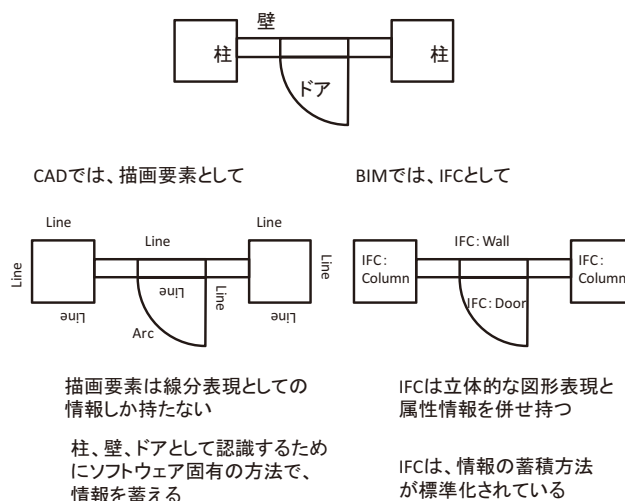 壁
柱
柱
ドア
CADでは、描画要素として
BIMでは、IFCとして
Line
Line
Line
Line
Line
Line
Line
Line
Line
Arc
IFC: Wall
IFC:
Column
IFC:
Column
IFC: Door
描画要素は線分表現としての
情報しか持たない
柱、壁、ドアとして認識するため
にソフトウェア固有の方法で、
情報を蓄える
IFCは立体的な図形表現と
属性情報を併せ持つ
IFCは、情報の蓄積方法
が標準化されている